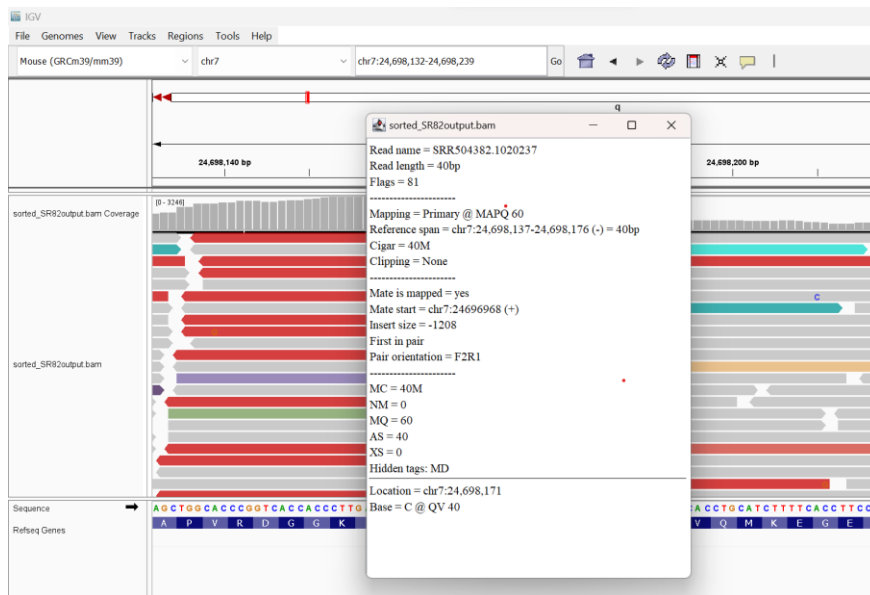 IGV
File Genomes View Tracks Regions Tools Help
Mouse (GRCm39/mm39) chr7 chr7:24,698,132-24,698,239 Go
q
24,698,140 bp 24,698,200 bp
sorted_SR82output.bam Coverage
[0 - 3246]
sorted_SR82output.bam
sorted_SR82output.bam
Read name = SRR504382.1020237
Read length = 40bp
Flags = 81
----------------------
Mapping = Primary @ MAPQ 60
Reference span = chr7:24,698,137-24,698,176 (-) = 40bp
Cigar = 40M
Clipping = None
----------------------
Mate is mapped = yes
Mate start = chr7:24696968 (+)
Insert size = -1208
First in pair
Pair orientation = F2R1
----------------------
MC = 40M
NM = 0
MQ = 60
AS = 40
XS = 0
Hidden tags: MD
Location = chr7:24,698,171
Base = C @ QV 40
C
G
Sequence
A G C T G G C A C C C G G T C A C C A C C C T T G
A C C T G C A T C T T T T C A C C T T C C
Refseq Genes
A P V R D G G K
V Q M K E G E